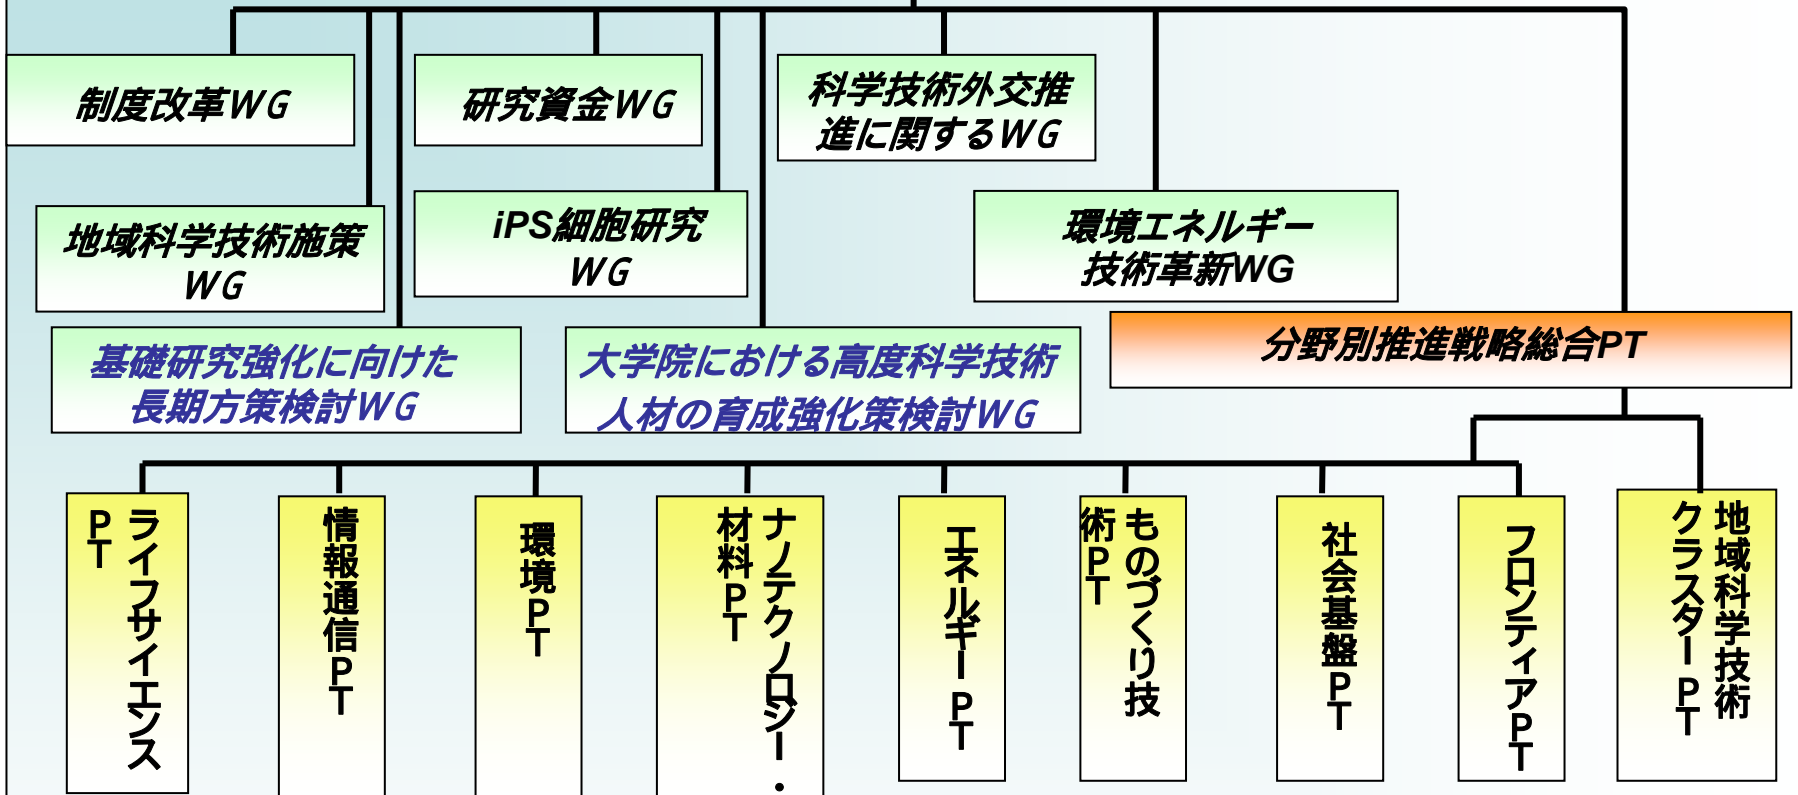 制度改革WG
研究資金WG
科学技術外交推
進に関するWG
地域科学技術施策
WG
iPS細胞研究
WG
環境エネルギー
技術革新WG
基礎研究強化に向けた
長期方策検討WG
大学院における高度科学技術
人材の育成強化策検討WG
分野別推進戦略総合PT
ライフサイエンス
PT
情報通信PT
環境PT
ナノテクノロジー・
材料PT
エネルギーPT
ものづくり技
術PT
社会基盤PT
フロンティアPT
地域科学技術
クラスターPT